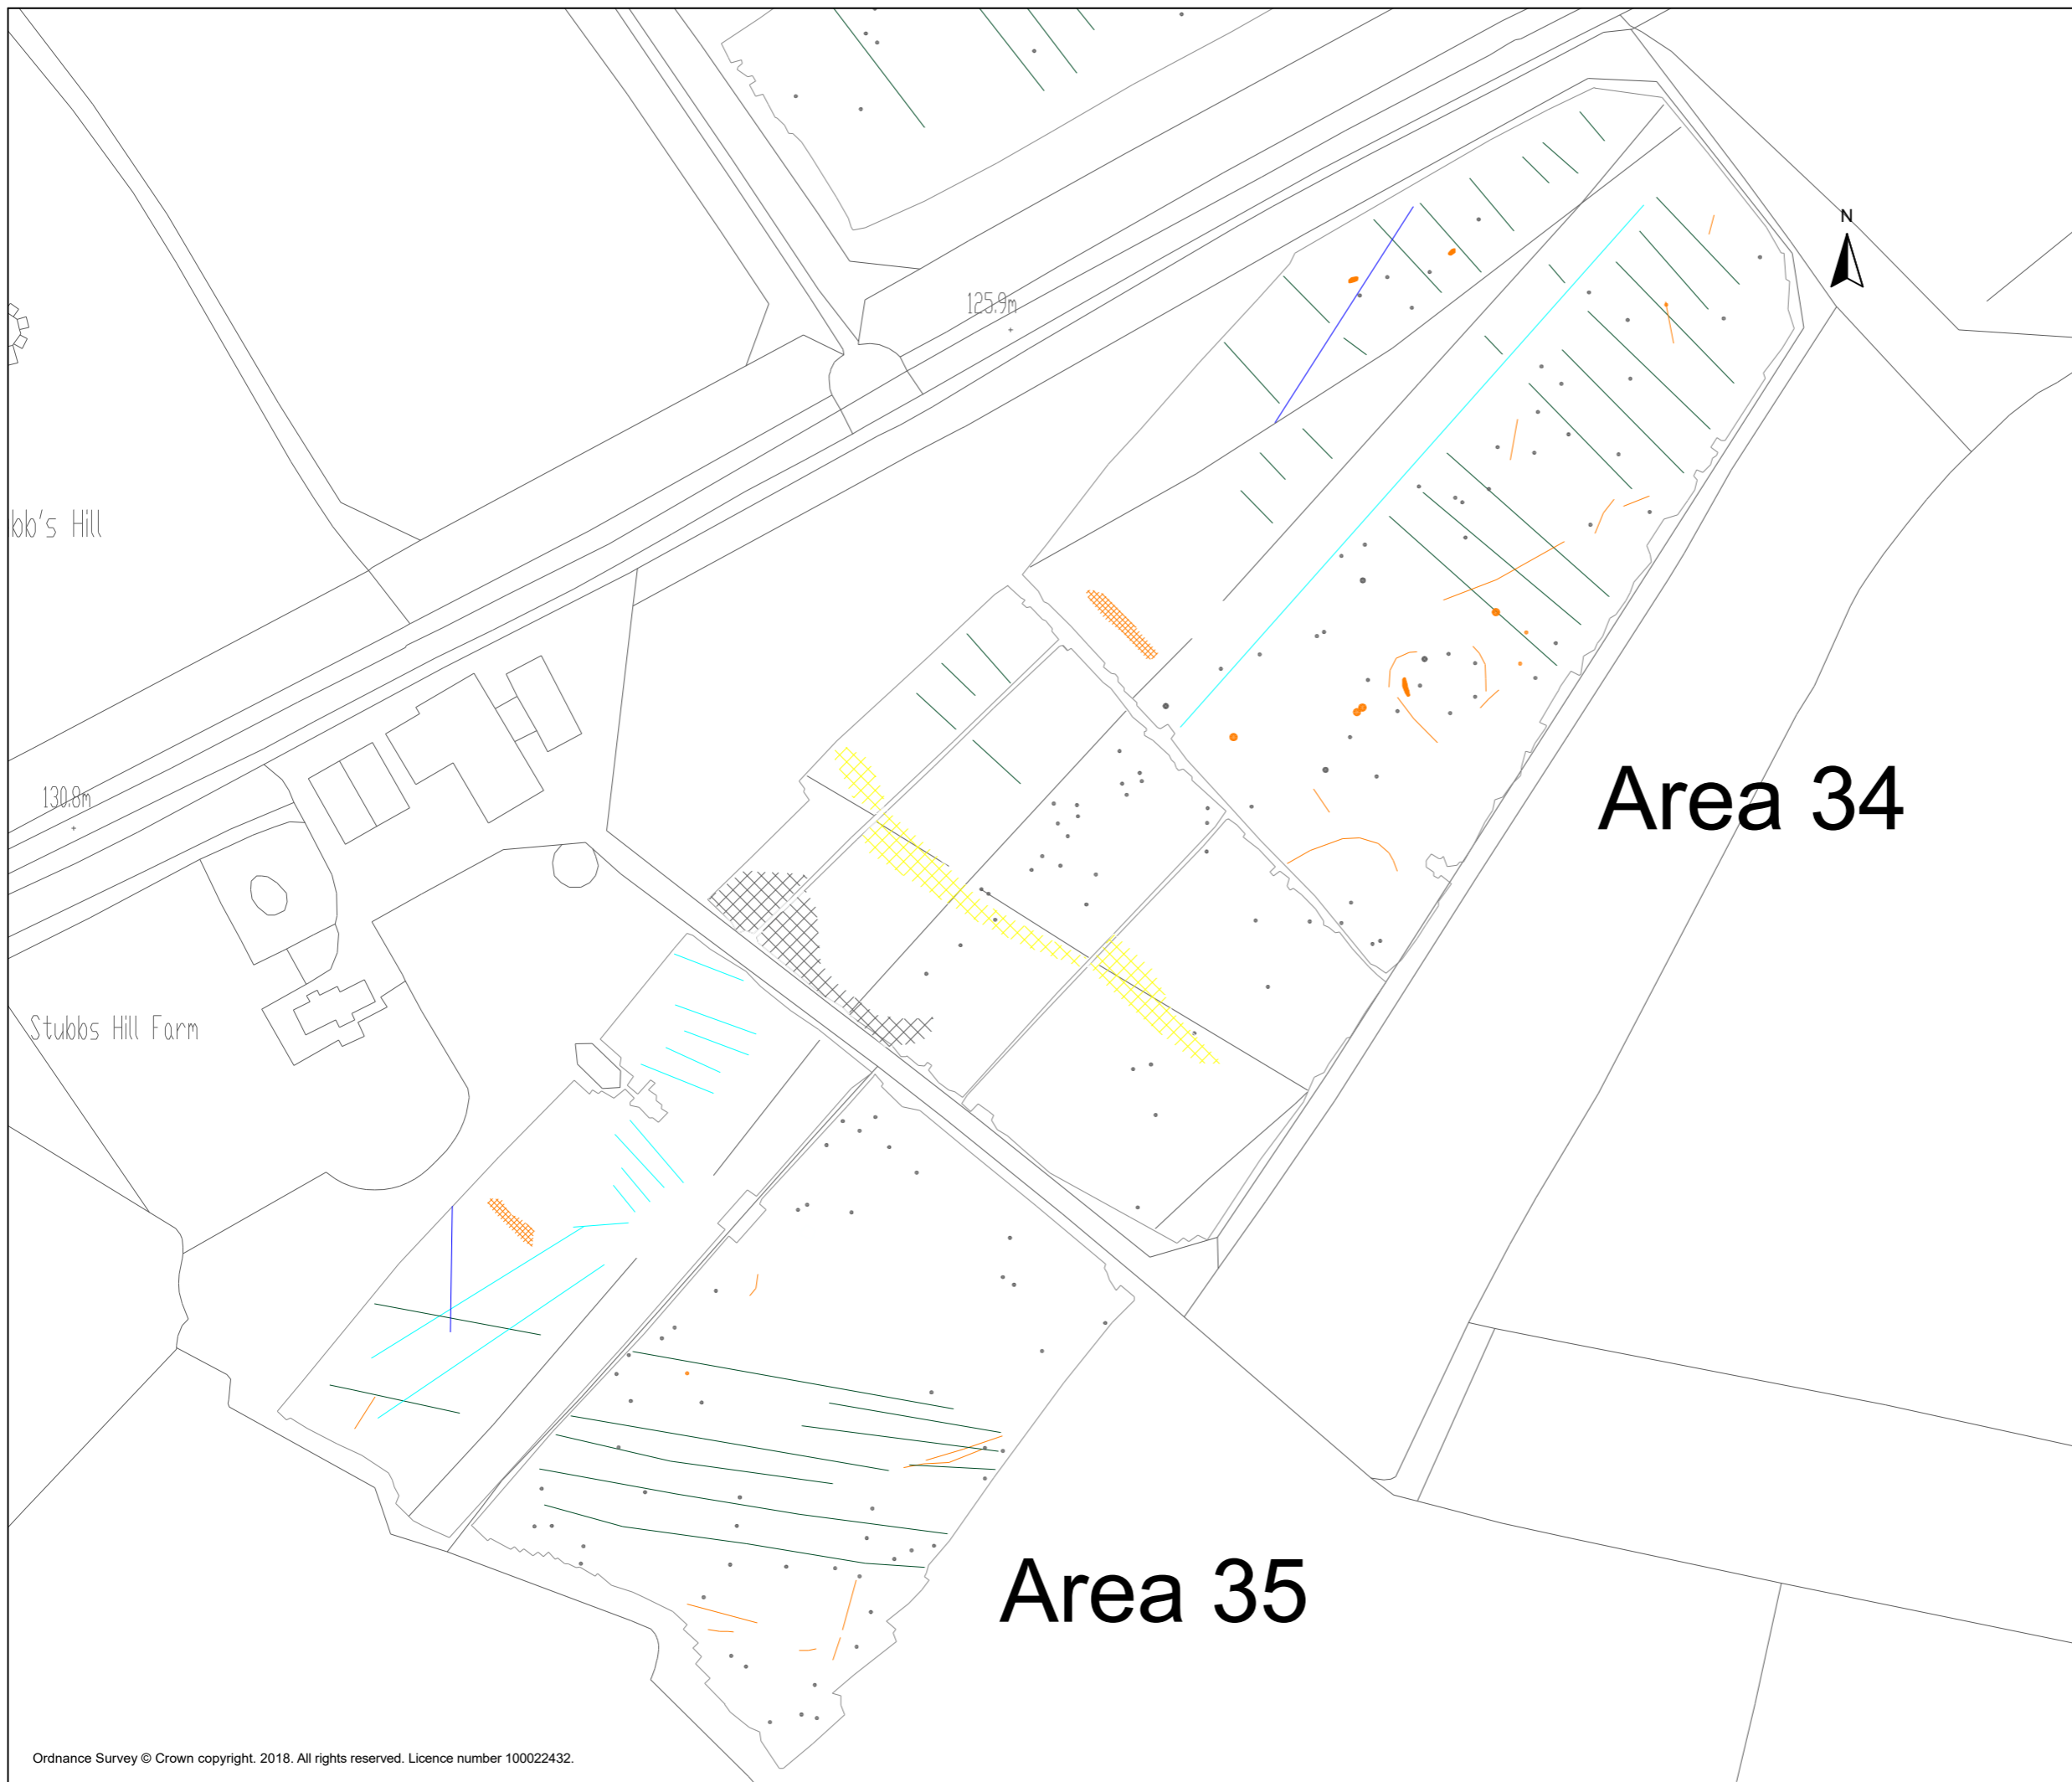 N
125.9m
bb's Hill
130.8m
Area 34
Stubbs Hill Farm
Area 35
Ordnance Survey © Crown copyright. 2018. All rights reserved. Licence number 100022432.